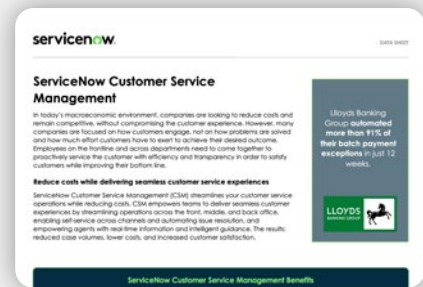 servicenow.
DATA SHEET
ServiceNow Customer Service
Management
In today's macroeconomic environment, companies are looking to reduce costs and
remain competitive, without compromising the customer experience. However, many
companies are focused on how customers engage, not on how problems are solved
and how much effort customers have to exert to achieve their desired outcome.
Employees on the frontline and across departments need to come together to
proactively service the customer with efficiency and transparency in order to satisfy
customers while improving their bottom line.
Reduce costs while delivering seamless customer service experiences
ServiceNow Customer Service Management (CSM) streamlines your customer service
operations while reducing costs. CSM empowers teams to deliver seamless customer
experiences by streamlining operations across the front, middle, and back office,
enabling self-service across channels and automating issue resolution, and
empowering agents with real-time information and intelligent guidance. The results:
reduced case volumes, lower costs, and increased customer satisfaction.
Lloyds Banking
Group automated
more than 91% of
their batch payment
exceptions in just 12
weeks.
LLOYDS
BANKING GROUP
ServiceNow Customer Service Management Benefits